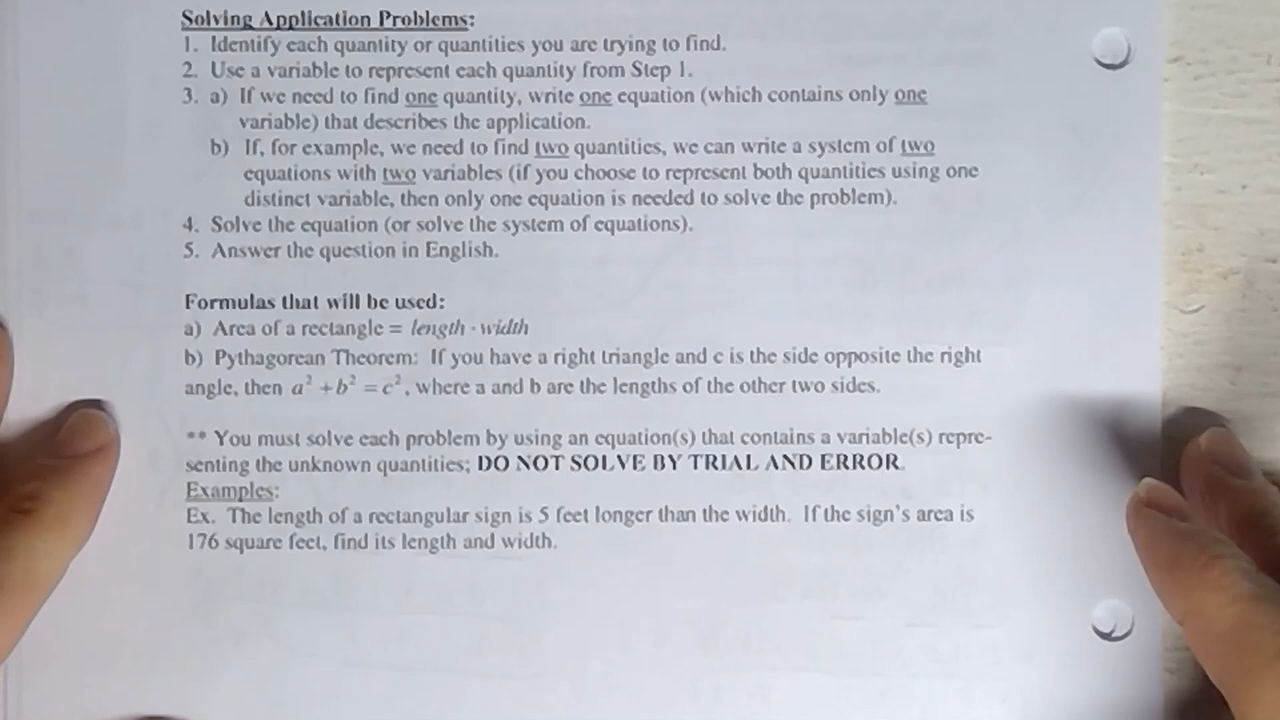 Solving Application Problems:
1. Identify each quantity or quantities you are trying to find.
2. Use a variable to represent each quantity from Step 1.
3. a) If we need to find one quantity, write one equation (which contains only one
variable) that describes the application.
b) If, for example, we need to find two quantities, we can write a system of two
equations with two variables (if you choose to represent both quantities using one
distinct variable, then only one equation is needed to solve the problem).
4. Solve the equation (or solve the system of equations).
5. Answer the question in English.
Formulas that will be used:
a) Area of a rectangle = length · width
b) Pythagorean Theorem: If you have a right triangle and c is the side opposite the right
angle, then a² + b² = c², where a and b are the lengths of the other two sides.
** You must solve each problem by using an equation(s) that contains a variable(s) repre-
senting the unknown quantities; DO NOT SOLVE BY TRIAL AND ERROR.
Examples:
Ex. The length of a rectangular sign is 5 feet longer than the width. If the sign's area is
176 square feet, find its length and width.